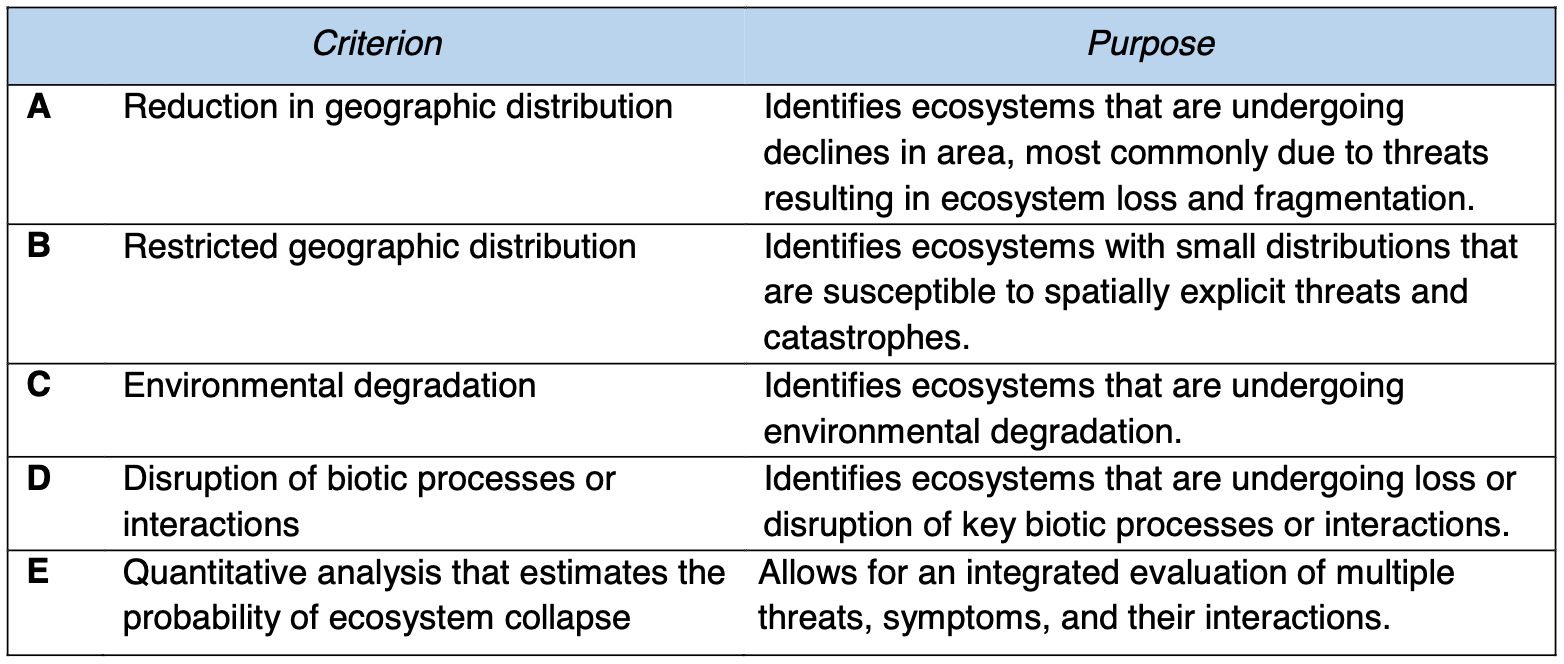 Criterion Purpose
A Reduction in geographic distribution Identifies ecosystems that are undergoing
declines in area, most commonly due to threats
resulting in ecosystem loss and fragmentation.
B Restricted geographic distribution Identifies ecosystems with small distributions that
are susceptible to spatially explicit threats and
catastrophes.
C Environmental degradation Identifies ecosystems that are undergoing
environmental degradation.
D Disruption of biotic processes or Identifies ecosystems that are undergoing loss or
interactions disruption of key biotic processes or interactions.
E Quantitative analysis that estimates the Allows for an integrated evaluation of multiple
probability of ecosystem collapse threats, symptoms, and their interactions.